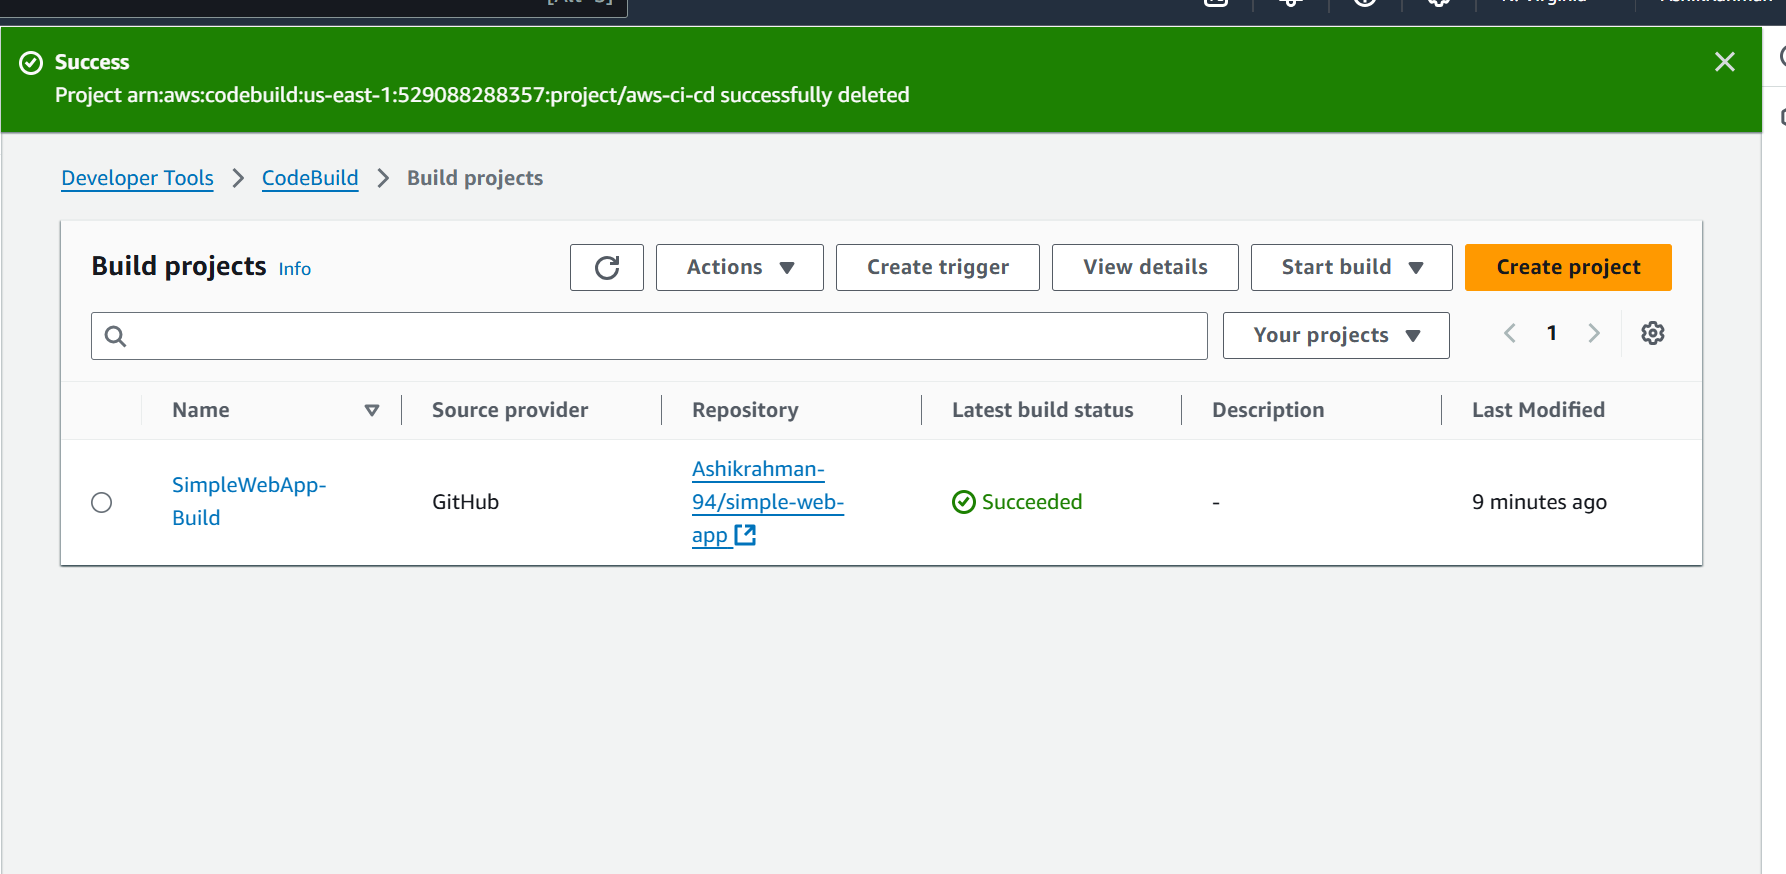 Success
Project arn:aws:codebuild:us-east-1:529088288357:project/aws-ci-cd successfully deleted
Developer Tools
CodeBuild
Build projects
Build projects Info
Actions
Create trigger
View details
Start build
Create project
Your projects
1
Name
Source provider
Repository
Latest build status
Description
Last Modified
SimpleWebApp-
Build
GitHub
Ashikrahman-
94/simple-web-
app
Succeeded
-
9 minutes ago